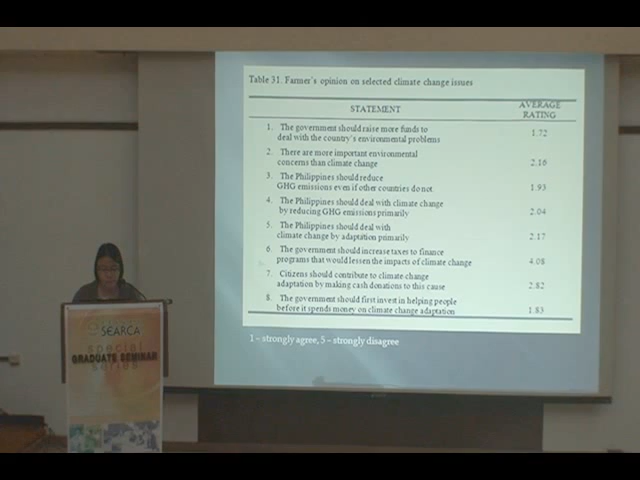 Table 31. Farmer's opinion on selected climate change issues
STATEMENT
AVERAGE
RATING
1. The government should raise more funds to
deal with the country's environmental problems
1.72
2. There are more important environmental
concerns than climate change
2.16
3. The Philippines should reduce
GHG emissions even if other countries do not.
1.93
4. The Philippines should deal with climate change
by reducing GHG emissions primarily
2.04
5. The Philippines should deal with
climate change by adaptation primarily
2.17
6. The government should increase taxes to finance
programs that would lessen the impacts of climate change
4.08
7. Citizens should contribute to climate change
adaptation by making cash donations to this cause
2.82
8. The government should first invest in helping people
before it spends money on climate change adaptation
1.83
1 – strongly agree, 5 – strongly disagree
SEARCA
special
GRADUATE SEMINAR
series